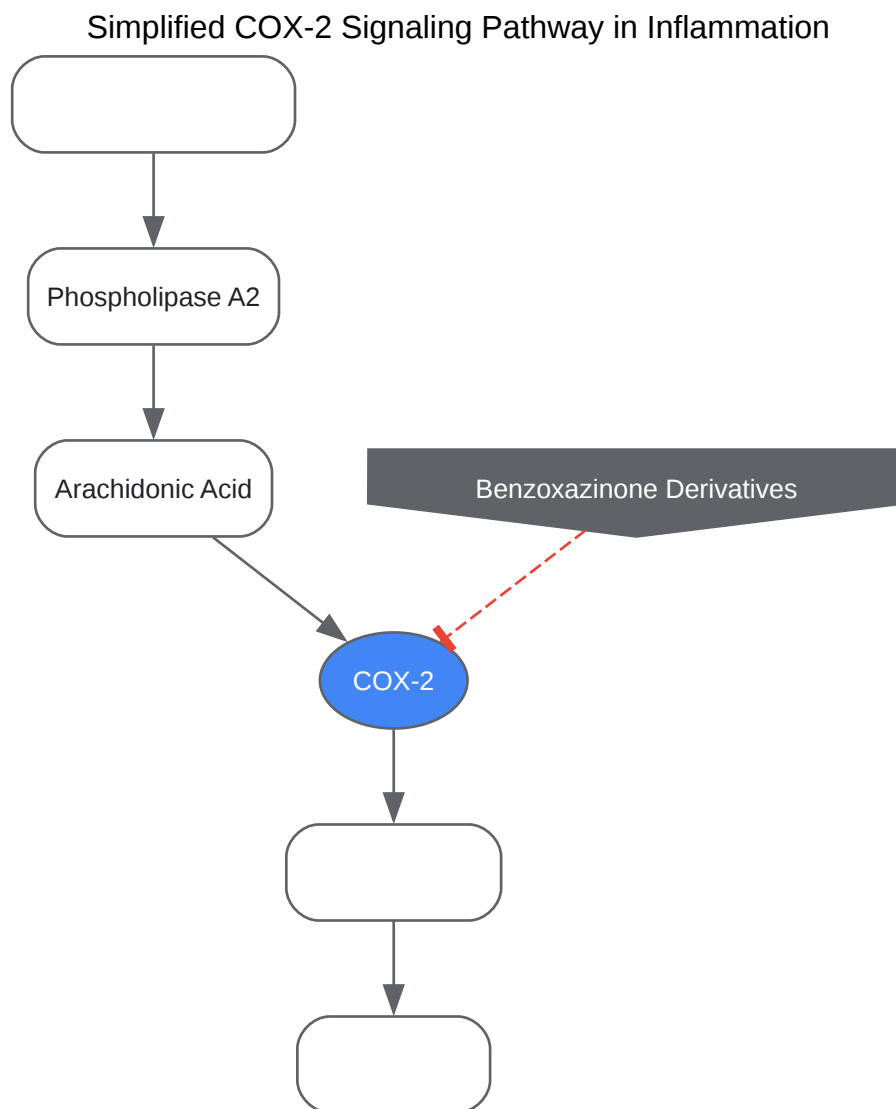 Simplified COX-2 Signaling Pathway in Inflammation
Phospholipase A2
Arachidonic Acid
Benzoxazinone Derivatives
COX-2